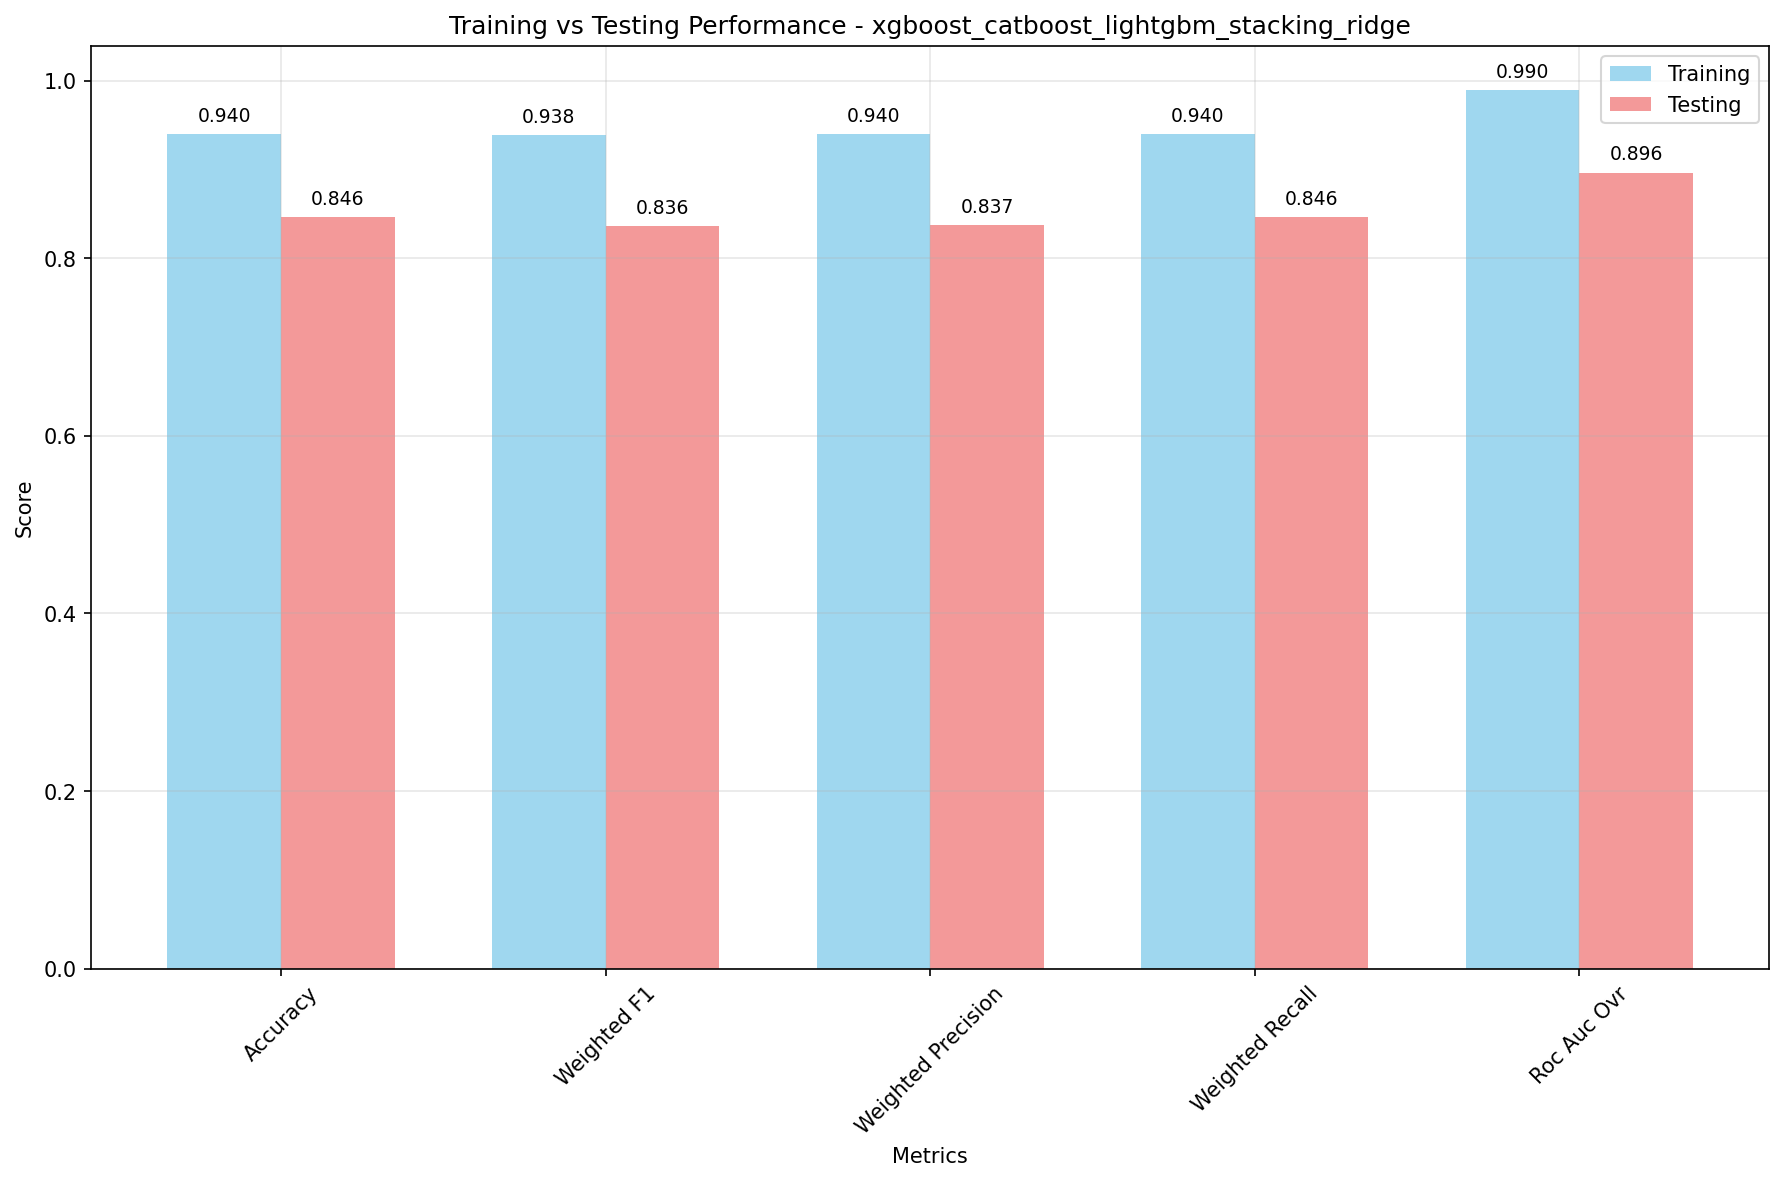 Training vs Testing Performance - xgboost_catboost_lightgbm_stacking_ridge
Training
Testing
0.940
0.846
0.938
0.836
0.940
0.837
0.940
0.846
0.990
0.896
1.0
0.8
0.6
0.4
0.2
0.0
Score
Accuracy
Weighted F1
Weighted Precision
Weighted Recall
Roc Auc Ovr
Metrics